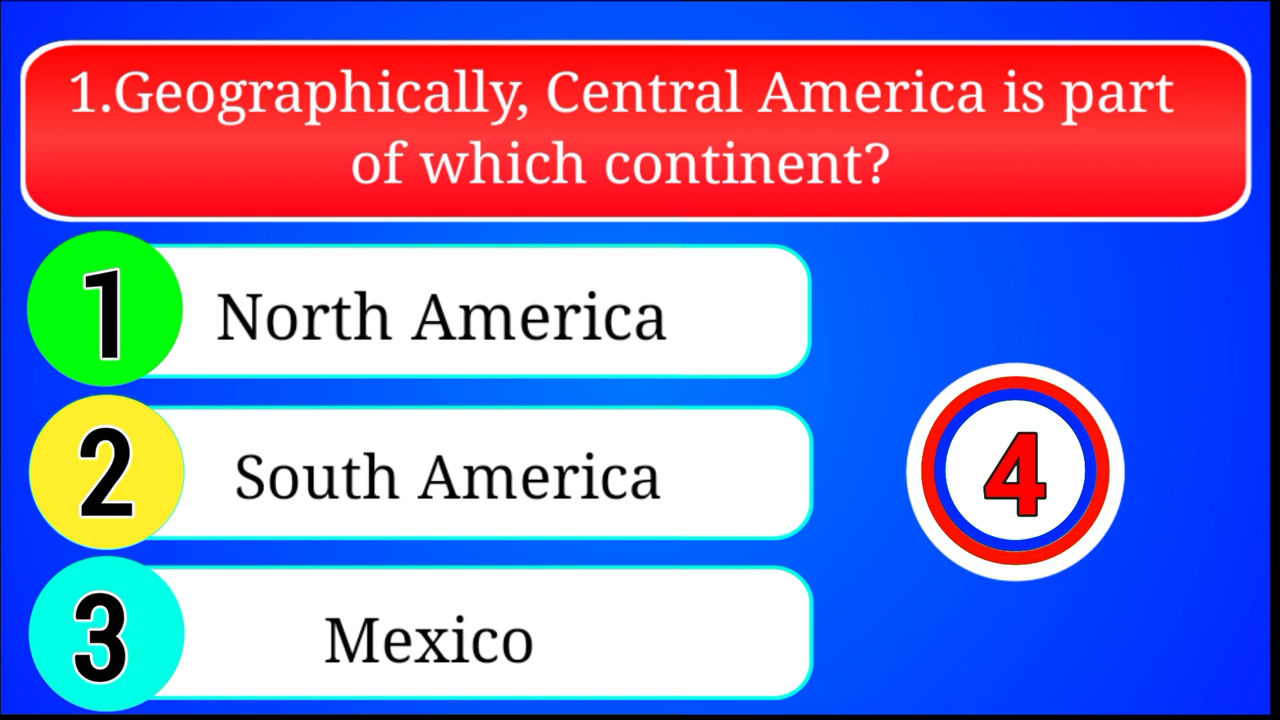 1.Geographically, Central America is part
of which continent?
1 North America
2 South America
4
3 Mexico